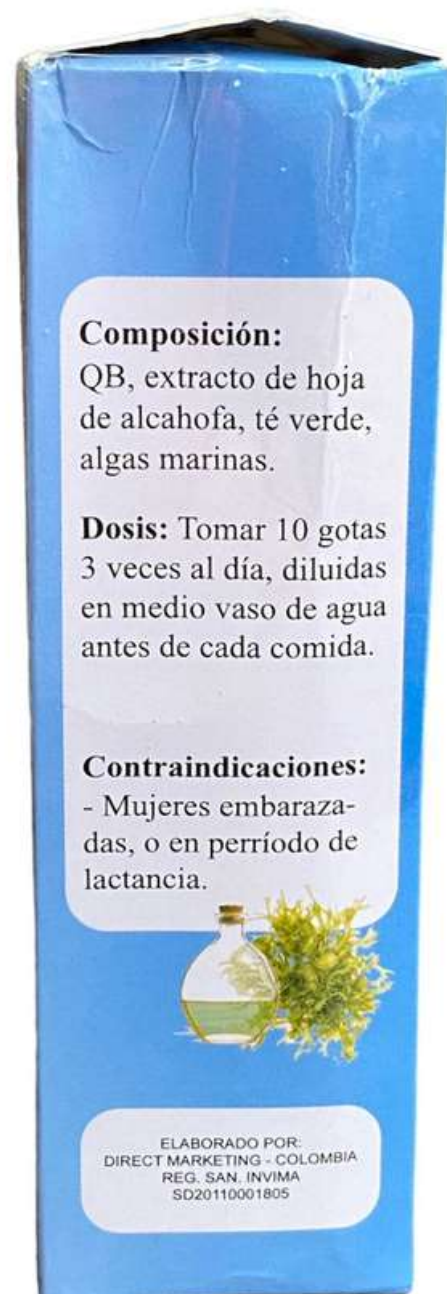 Composición:
QB, extracto de hoja
de alcahofa, té verde,
algas marinas.
Dosis: Tomar 10 gotas
3 veces al día, diluidas
en medio vaso de agua
antes de cada comida.
Contraindicaciones:
- Mujeres embaraza-
das, o en perríodo de
lactancia.
ELABORADO POR:
DIRECT MARKETING - COLOMBIA
REG. SAN. INVIMA
SD20110001805